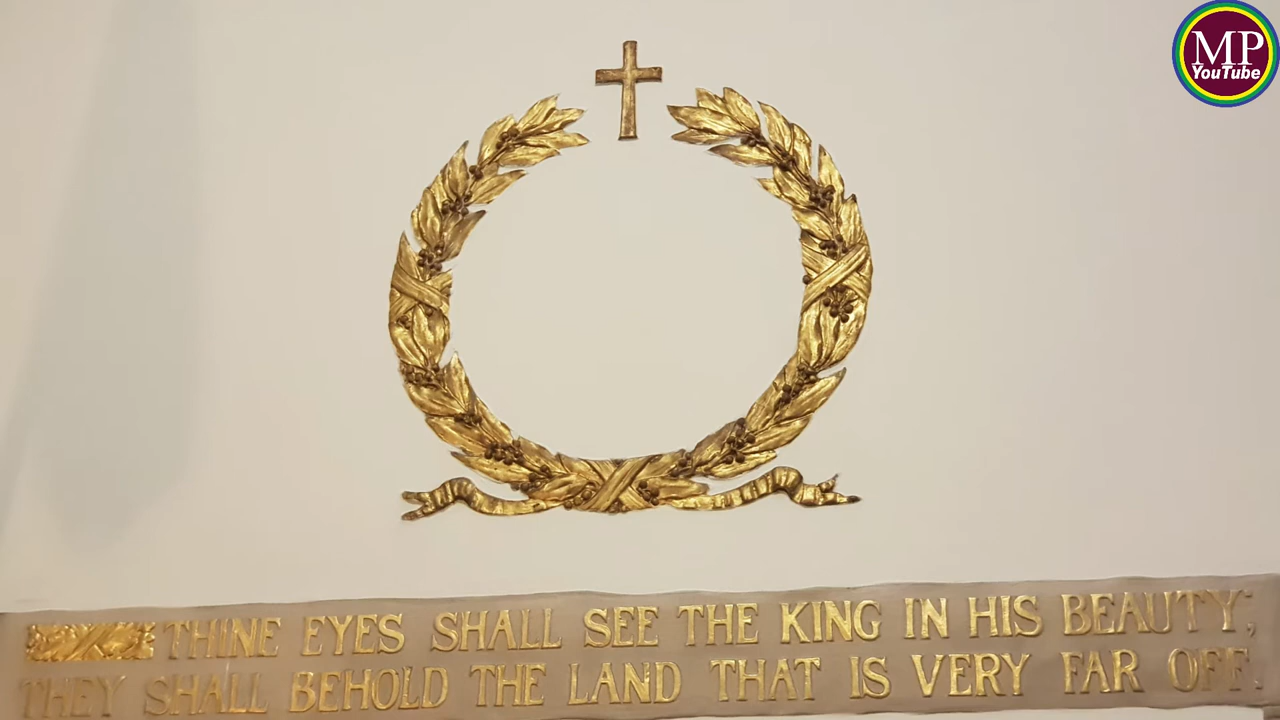 MP
YouTube
THINE EYES SHALL SEE THE KING IN HIS BEAUTY;
THEY SHALL BEHOLD THE LAND THAT IS VERY FAR OFF.